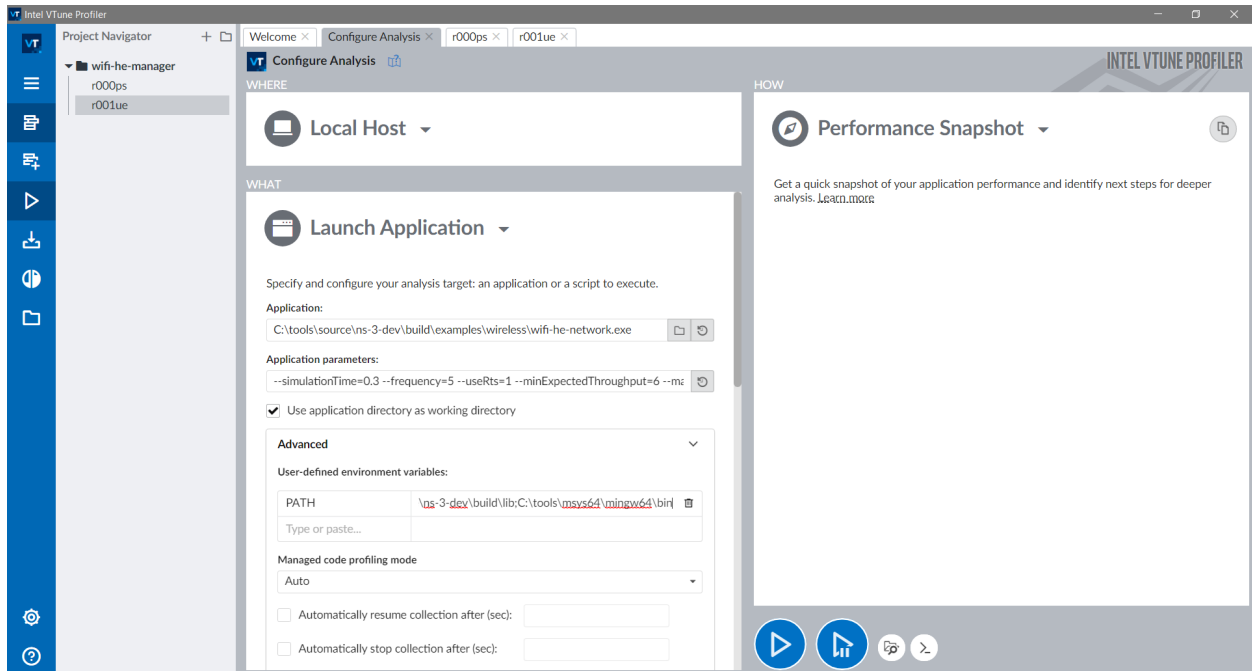 VT Intel VTune Profiler
VT
Project Navigator
wifi-he-manager
r000ps
r001ue
Welcome
Configure Analysis
r000ps
r001ue
VT Configure Analysis
INTEL VTUNE PROFILER
WHERE
Local Host
WHAT
Launch Application
Specify and configure your analysis target: an application or a script to execute.
Application:
C:\tools\source\ns-3-dev\build\examples\wireless\wifi-he-network.exe
Application parameters:
--simulationTime=0.3 --frequency=5 --useRts=1 --minExpectedThroughput=6 --ma
Use application directory as working directory
Advanced
User-defined environment variables:
PATH \ns-3-dev\build\lib;C:\tools\msys64\mingw64\bin
Type or paste...
Managed code profiling mode
Auto
Automatically resume collection after (sec):
Automatically stop collection after (sec):
HOW
Performance Snapshot
Get a quick snapshot of your application performance and identify next steps for deeper
analysis. Learn more